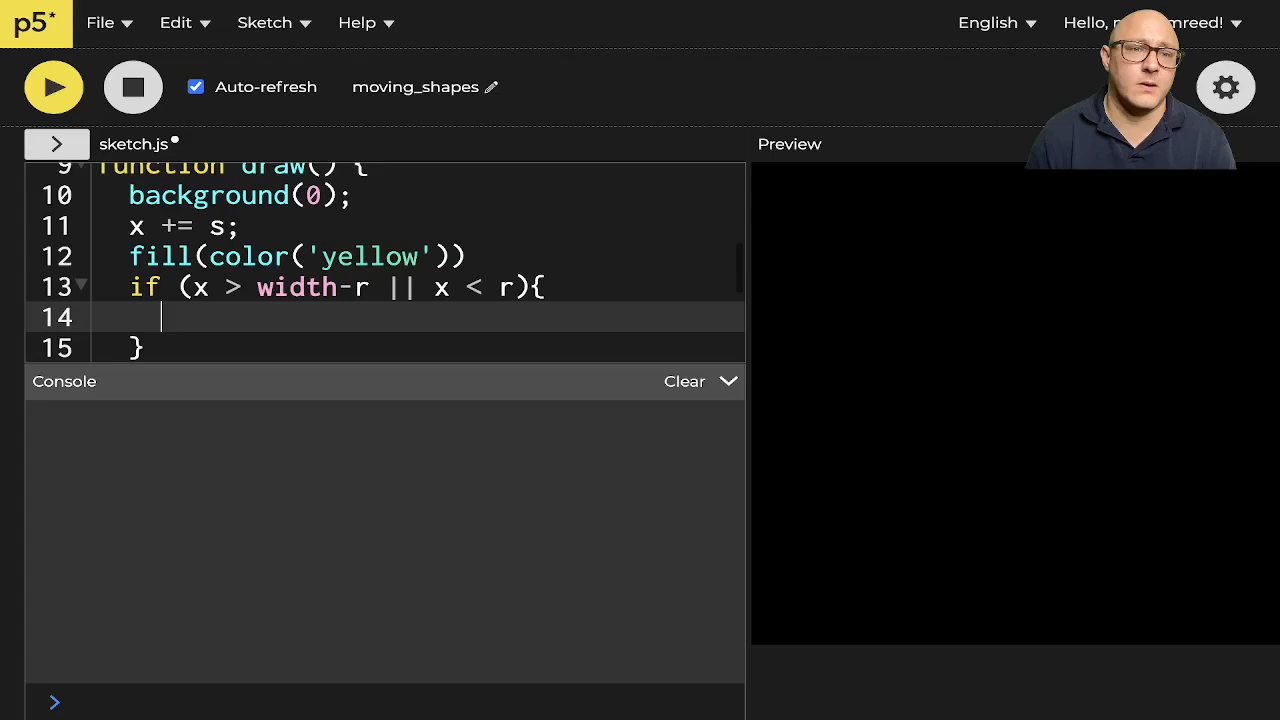 p5* File Edit Sketch Help English Hello,
Auto-refresh moving_shapes
> sketch.js Preview
9 function draw() {
10 background(0);
11 x += s;
12 fill(color('yellow'))
13 if (x > width-r || x < r){
14
15 }
Console Clear
>